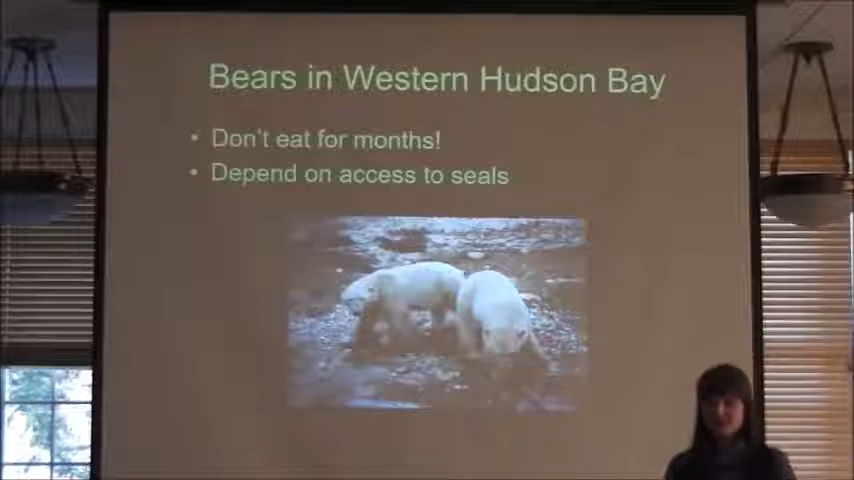 Bears in Western Hudson Bay
• Don't eat for months!
• Depend on access to seals